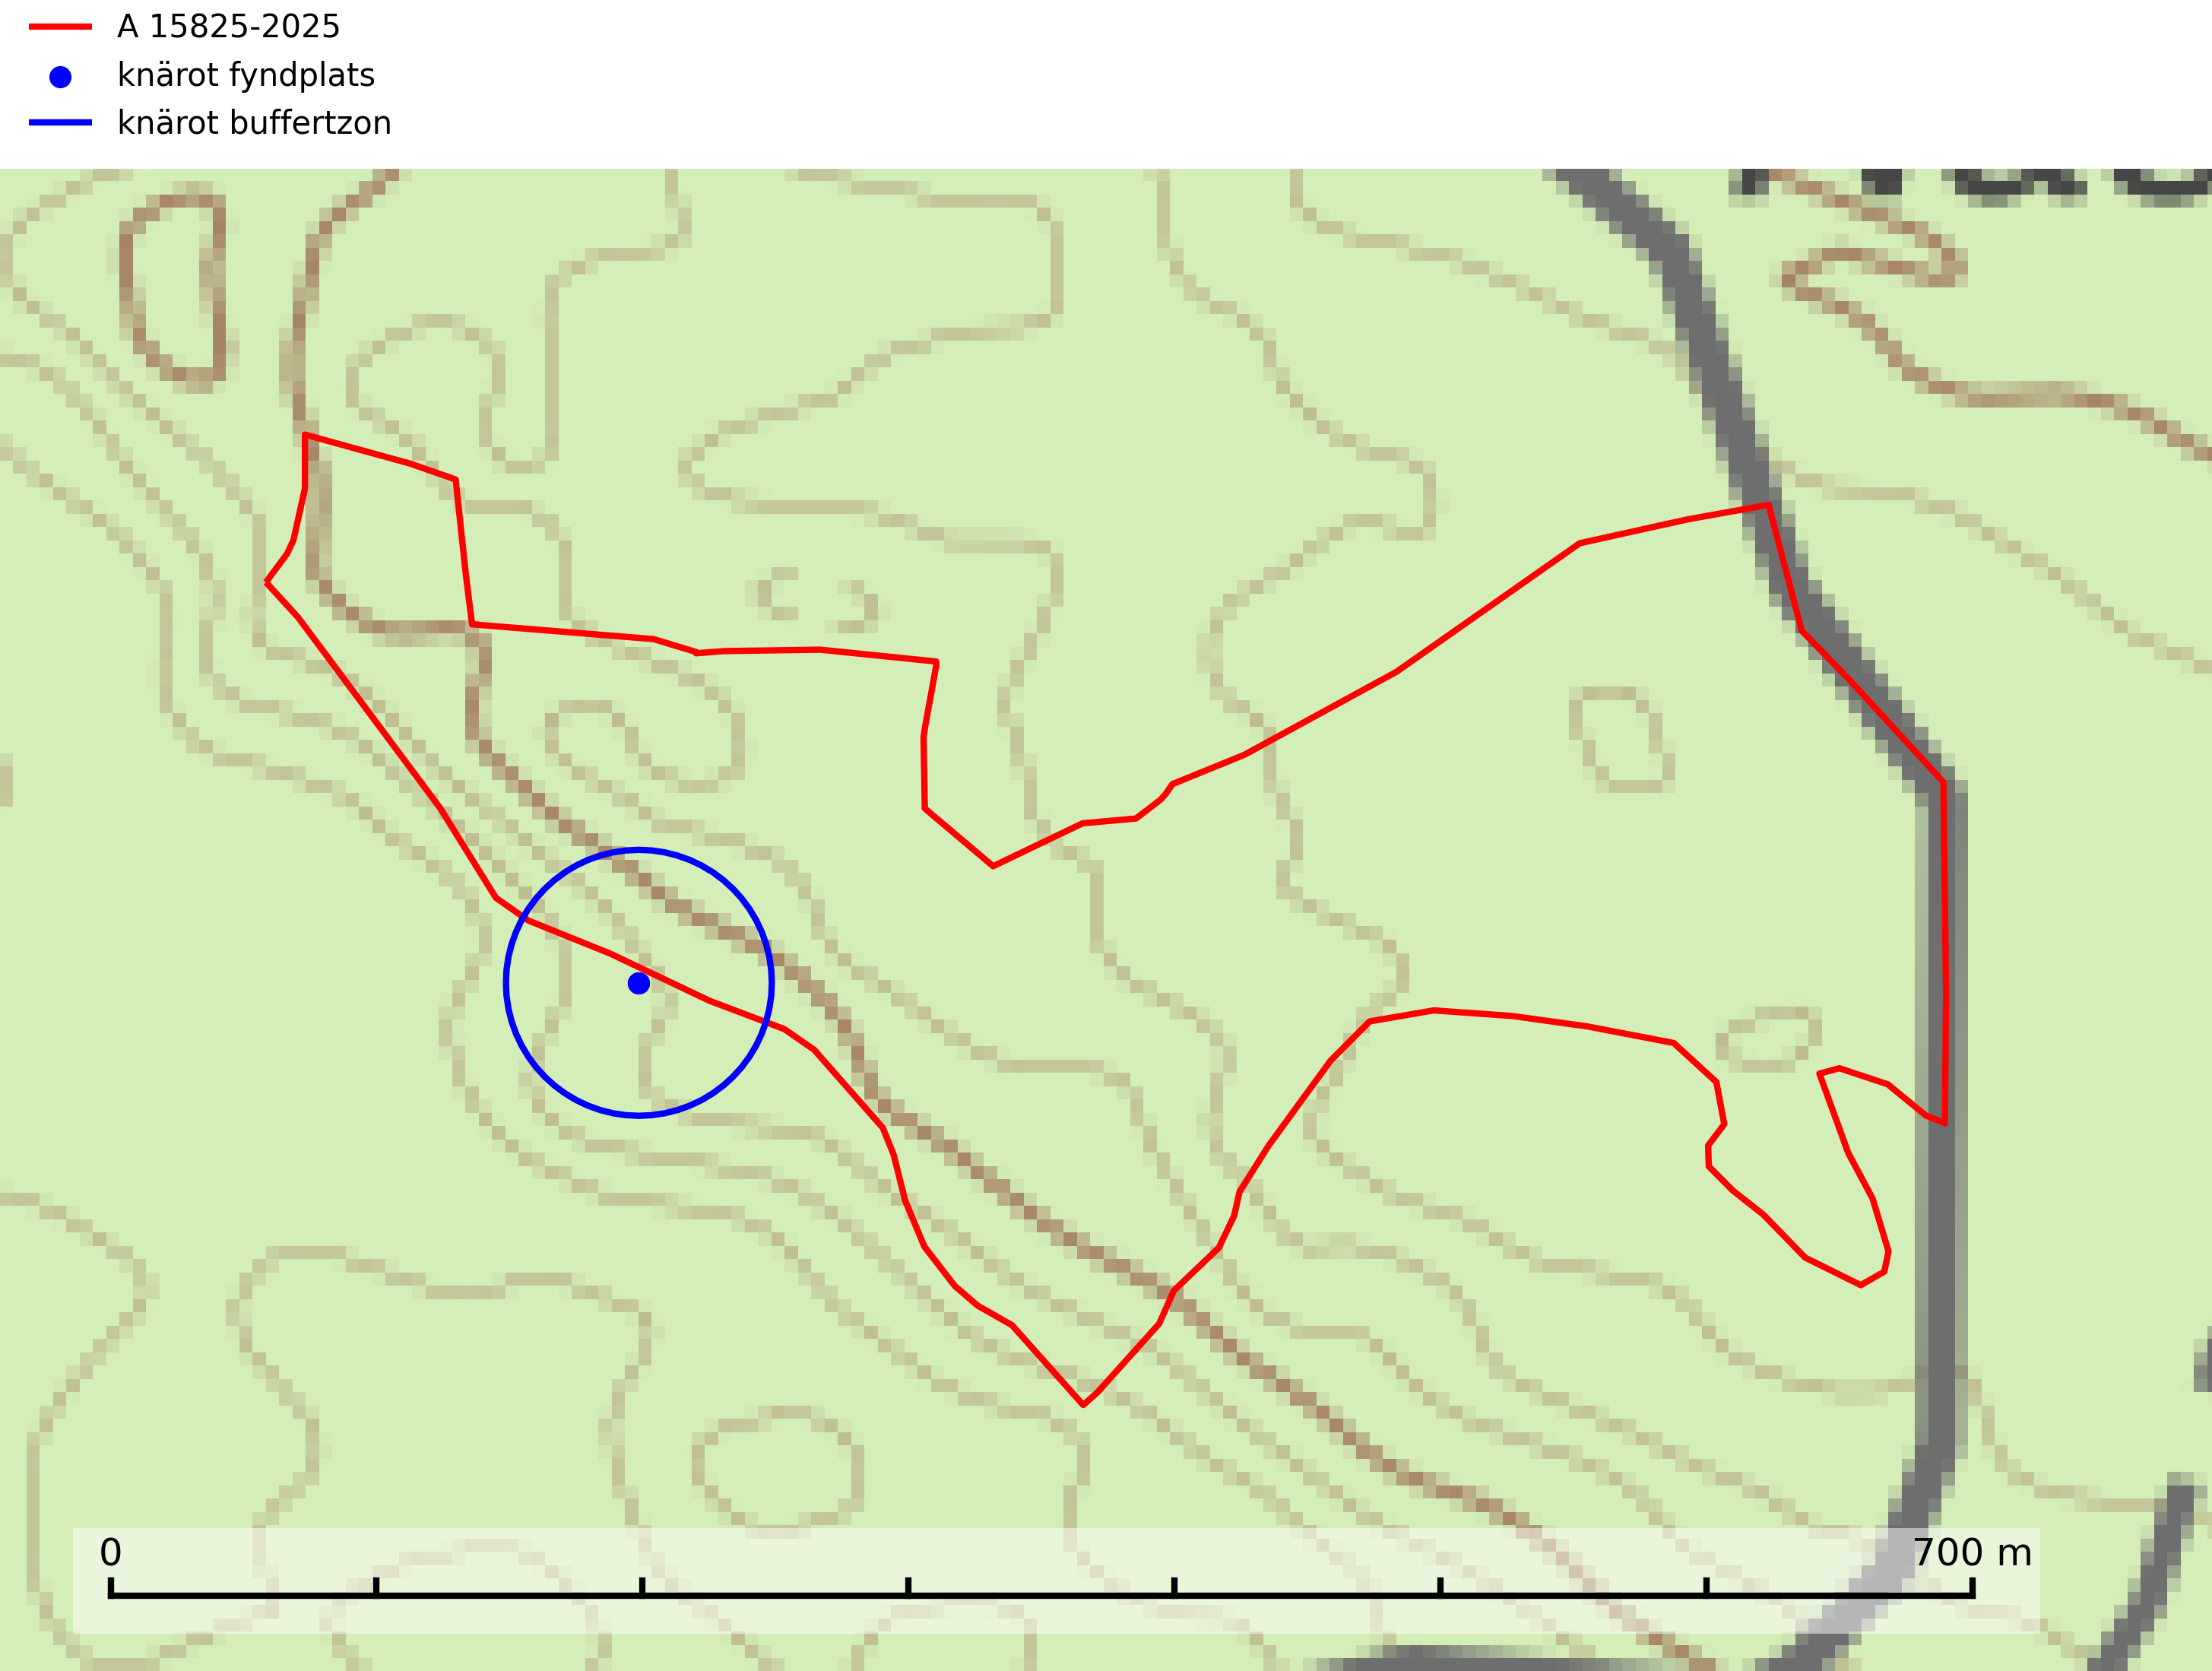 A 15825-2025
knärot fyndplats
knärot buffertzon
0
700 m